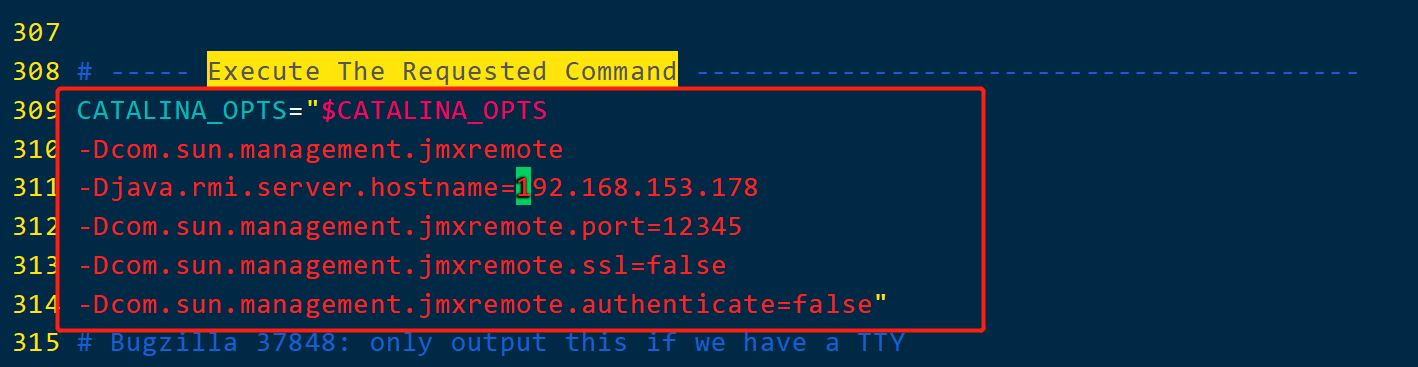 307
308 # ----- Execute The Requested Command -----------------------------------------
309 CATALINA_OPTS="$CATALINA_OPTS
310 -Dcom.sun.management.jmxremote
311 -Djava.rmi.server.hostname=192.168.153.178
312 -Dcom.sun.management.jmxremote.port=12345
313 -Dcom.sun.management.jmxremote.ssl=false
314 -Dcom.sun.management.jmxremote.authenticate=false"
315 # Bugzilla 37848: only output this if we have a TTY